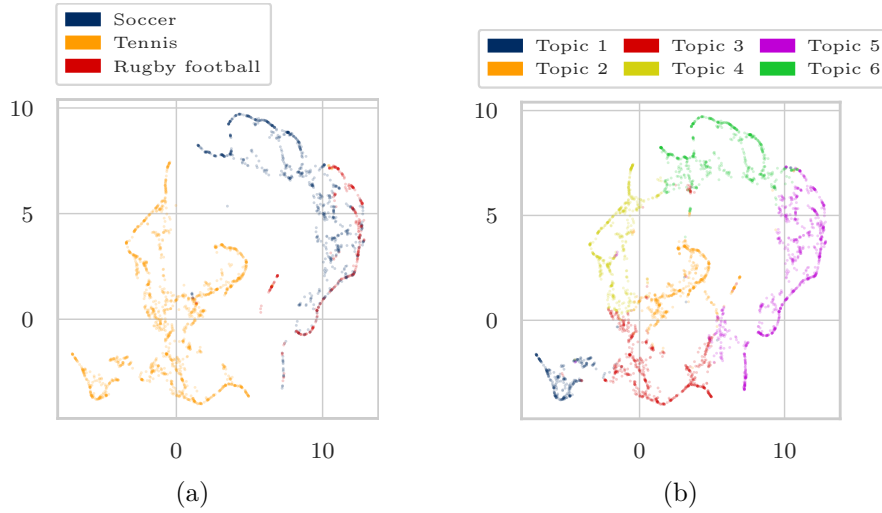 Soccer
Tennis
Rugby football
10
5
0
0 10
(a)
Topic 1 Topic 3 Topic 5
Topic 2 Topic 4 Topic 6
10
5
0
0 10
(b)